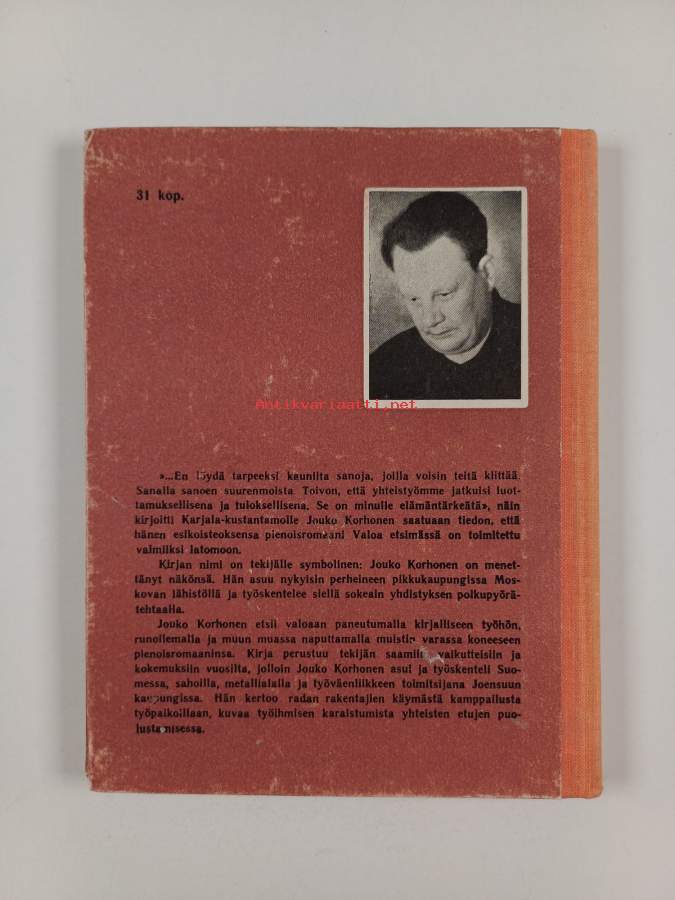 31 kop.
Antikvariaatti.net
»...En löydä tarpeeksi kauniita sanoja, joilla voisin teitä kiittää.
Sanalla sanoen suurenmoista Toivon, että yhteistyömme jatkuisi luot-
tamuksellisena ja tuloksellisena. Se on minulle elämäntärkeätä», näin
kirjoitti Karjala-kustantamolle Jouko Korhonen saatuaan tiedon, että
hänen esikoisteoksensa pienoisromaani Valoa etsimässä on toimitettu
valmiiksi latomoon.
Kirjan nimi on tekijälle symbolinen: Jouko Korhonen on menet-
tänyt näkönsä. Hän asuu nykyisin perheineen pikkukaupungissa Mos-
kovan lähistöllä ja työskentelee siellä sokeain yhdistyksen polkupyörä-
tehtaalla.
Jouko Korhonen etsii valoaan paneutumalla kirjalliseen työhön,
runoilemalla ja muun muassa naputtamalla muistin varassa koneeseen
pienoisromaaninsa. Kirja perustuu tekijän saamiin vaikutteisiin ja
kokemuksiin vuosilta, jolloin Jouko Korhonen asui ja työskenteli Suo-
messa, sahoilla, metallialalla ja työväenliikkeen toimitsijana Joensuun
kaupungissa. Hän kertoo radan rakentajien käymästä kamppailusta
työpaikoillaan, kuvaa työihmisen karaistumista yhteisten etujen puo-
lustamisessa.